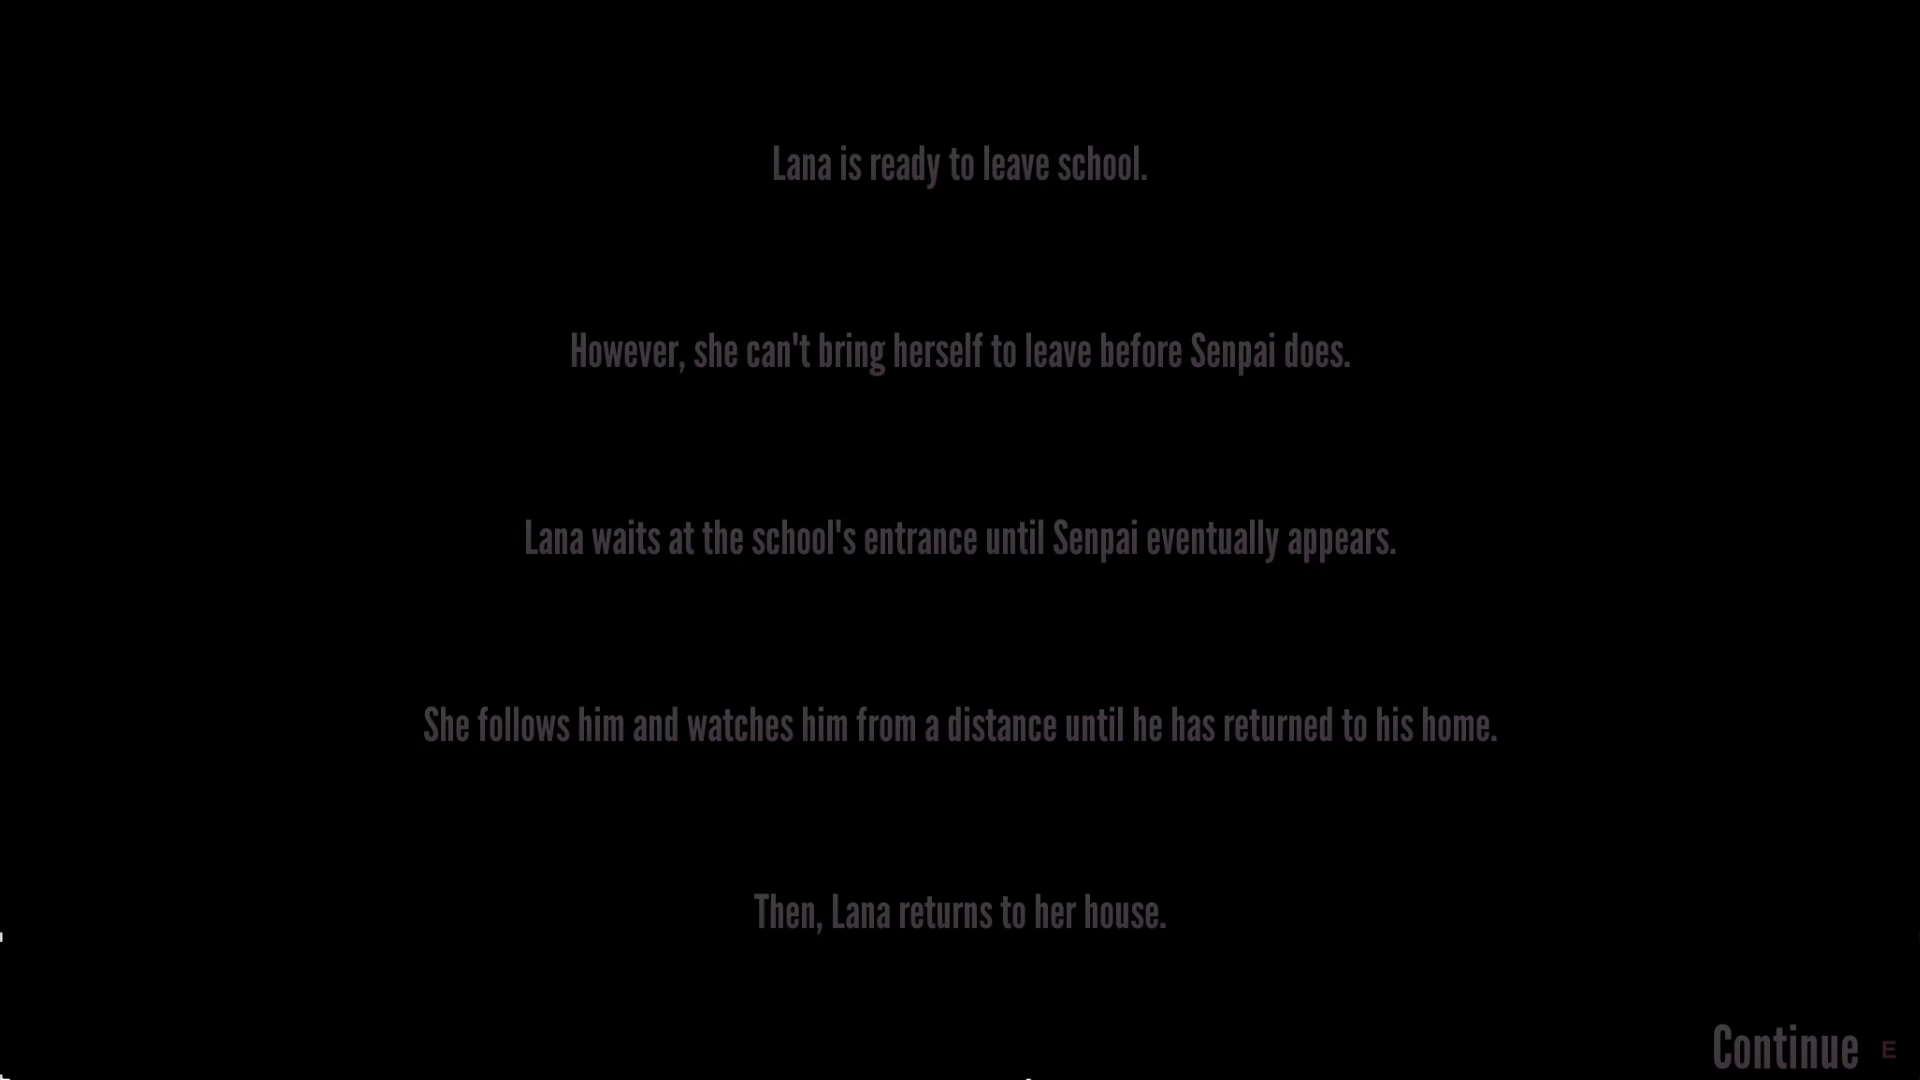 Lana is ready to leave school.
However, she can't bring herself to leave before Senpai does.
Lana waits at the school's entrance until Senpai eventually appears.
She follows him and watches him from a distance until he has returned to his home.
Then, Lana returns to her house.
Continue E